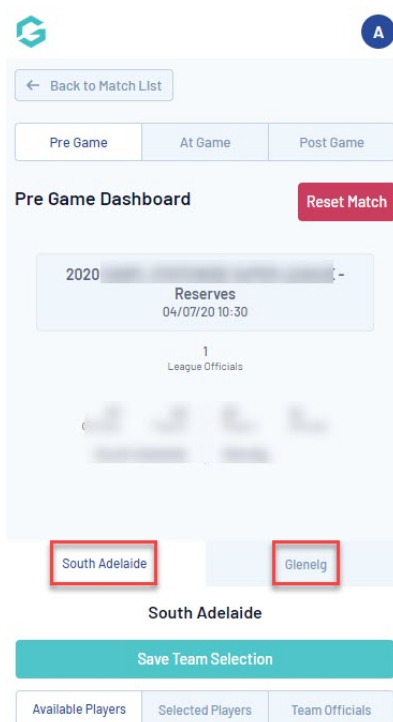 A
← Back to Match List
Pre Game At Game Post Game
Pre Game Dashboard Reset Match
2020 -
Reserves
04/07/20 10:30
1
League Officials
South Adelaide Glenelg
South Adelaide
Save Team Selection
Available Players Selected Players Team Officials